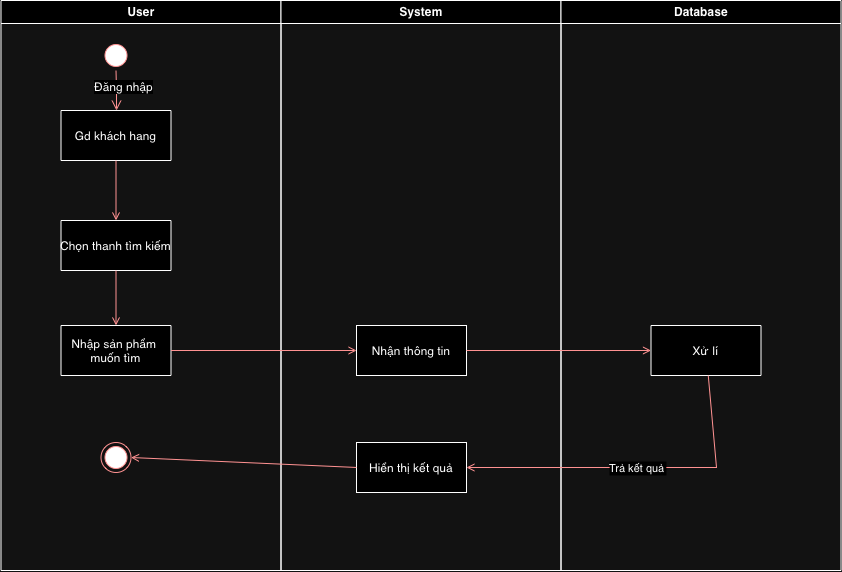 User
System
Database
Đăng nhập
Gd khách hang
Chọn thanh tìm kiếm
Nhập sản phẩm
muốn tìm
Nhận thông tin
Xử lí
Hiển thị kết quả
Trả kết quả